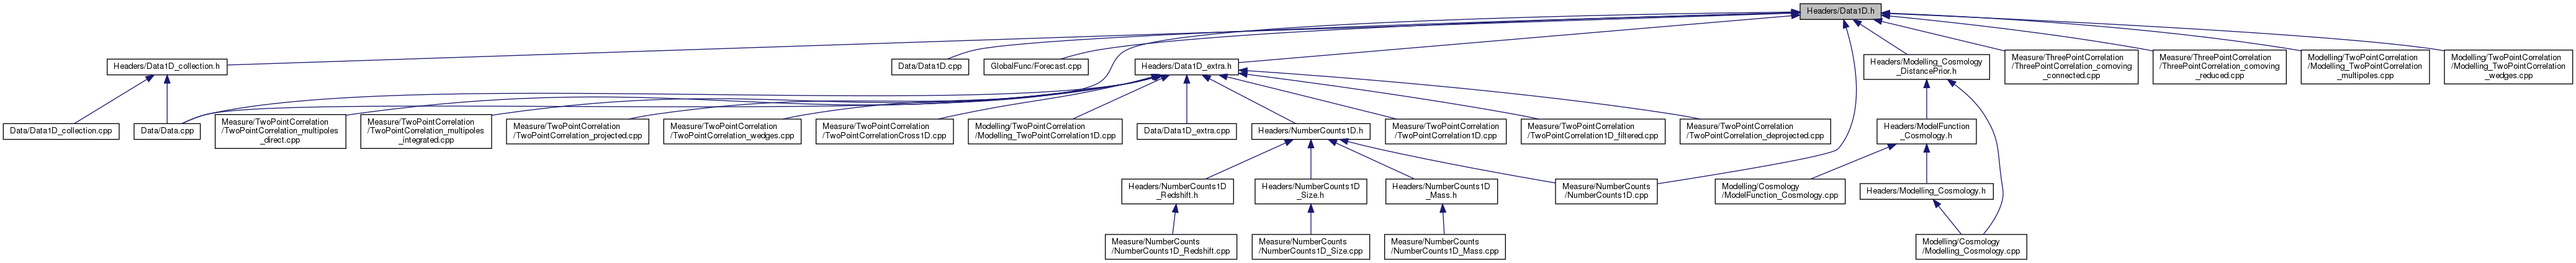 Headers/Data1D.h
Headers/Data1D_collection.h
Data/Data1D.cpp
GlobalFunc/Forecast.cpp
Headers/Data1D_extra.h
Headers/Modelling_Cosmology
_DistancePrior.h
Measure/ThreePointCorrelation
/ThreePointCorrelation_comoving
_connected.cpp
Measure/ThreePointCorrelation
/ThreePointCorrelation_comoving
_reduced.cpp
Modelling/TwoPointCorrelation
/Modelling_TwoPointCorrelation
_multipoles.cpp
Modelling/TwoPointCorrelation
/Modelling_TwoPointCorrelation
_wedges.cpp
Data/Data1D_collection.cpp
Data/Data.cpp
Measure/TwoPointCorrelation
/TwoPointCorrelation_multipoles
_direct.cpp
Measure/TwoPointCorrelation
/TwoPointCorrelation_multipoles
_integrated.cpp
Measure/TwoPointCorrelation
/TwoPointCorrelation_projected.cpp
Measure/TwoPointCorrelation
/TwoPointCorrelation_wedges.cpp
Measure/TwoPointCorrelation
/TwoPointCorrelationCross1D.cpp
Modelling/TwoPointCorrelation
/Modelling_TwoPointCorrelation1D.cpp
Data/Data1D_extra.cpp
Headers/NumberCounts1D.h
Measure/TwoPointCorrelation
/TwoPointCorrelation1D.cpp
Measure/TwoPointCorrelation
/TwoPointCorrelation1D_filtered.cpp
Measure/TwoPointCorrelation
/TwoPointCorrelation_deprojected.cpp
Headers/ModelFunction
_Cosmology.h
Headers/NumberCounts1D
_Redshift.h
Headers/NumberCounts1D
_Size.h
Headers/NumberCounts1D
_Mass.h
Measure/NumberCounts
/NumberCounts1D.cpp
Modelling/Cosmology
/ModelFunction_Cosmology.cpp
Headers/Modelling_Cosmology.h
Measure/NumberCounts
/NumberCounts1D_Redshift.cpp
Measure/NumberCounts
/NumberCounts1D_Size.cpp
Measure/NumberCounts
/NumberCounts1D_Mass.cpp
Modelling/Cosmology
/Modelling_Cosmology.cpp